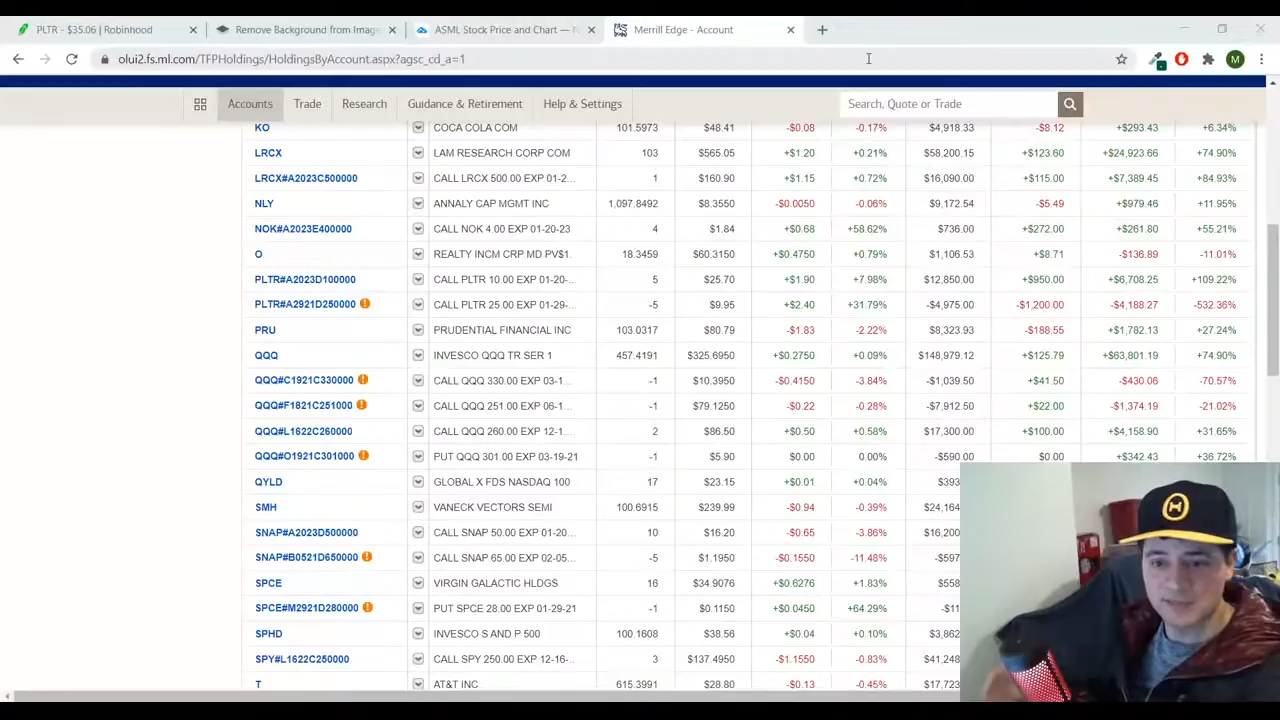 PLTR - $35.06 | Robinhood
Remove Background from Image
ASML Stock Price and Chart — 
Merrill Edge - Account
olui2.fs.ml.com/TFPHoldings/HoldingsByAccount.aspx?agsc_cd_a=1
M
Accounts Trade Research Guidance & Retirement Help & Settings Search, Quote or Trade
KO COCA COLA COM 101.5973 $48.41 -$0.08 -0.17% $4,918.33 -$8.12 +$293.43 +6.34%
LRCX LAM RESEARCH CORP COM 103 $565.05 +$1.20 +0.21% $58,200.15 +$123.60 +$24,923.66 +74.90%
LRCX#A2023C500000 CALL LRCX 500.00 EXP 01-2... 1 $160.90 +$1.15 +0.72% $16,090.00 +$115.00 +$7,389.45 +84.93%
NLY ANNALY CAP MGMT INC 1,097.8492 $8.3550 -$0.0050 -0.06% $9,172.54 -$5.49 +$979.46 +11.95%
NOK#A2023E400000 CALL NOK 4.00 EXP 01-20-23 4 $1.84 +$0.68 +58.62% $736.00 +$272.00 +$261.80 +55.21%
O REALTY INCM CRP MD PV$1. 18.3459 $60.3150 +$0.4750 +0.79% $1,106.53 +$8.71 -$136.89 -11.01%
PLTR#A2023D100000 CALL PLTR 10.00 EXP 01-20-... 5 $25.70 +$1.90 +7.98% $12,850.00 +$950.00 +$6,708.25 +109.22%
PLTR#A2921D250000 CALL PLTR 25.00 EXP 01-29-... -5 $9.95 +$2.40 +31.79% -$4,975.00 -$1,200.00 -$4,188.27 -532.36%
PRU PRUDENTIAL FINANCIAL INC 103.0317 $80.79 -$1.83 -2.22% $8,323.93 -$188.55 +$1,782.13 +27.24%
QQQ INVESCO QQQ TR SER 1 457.4191 $325.6950 +$0.2750 +0.09% $148,979.12 +$125.79 +$63,801.19 +74.90%
QQQ#C1921C330000 CALL QQQ 330.00 EXP 03-1... -1 $10.3950 -$0.4150 -3.84% -$1,039.50 +$41.50 -$430.06 -70.57%
QQQ#F1821C251000 CALL QQQ 251.00 EXP 06-1... -1 $79.1250 -$0.22 -0.28% -$7,912.50 +$22.00 -$1,374.19 -21.02%
QQQ#L1622C260000 CALL QQQ 260.00 EXP 12-1... 2 $86.50 +$0.50 +0.58% $17,300.00 +$100.00 +$4,158.90 +31.65%
QQQ#O1921C301000 PUT QQQ 301.00 EXP 03-19-21 -1 $5.90 $0.00 0.00% -$590.00 $0.00 +$342.43 +36.72%
QYLD GLOBAL X FDS NASDAQ 100 17 $23.15 +$0.01 +0.04% $393
SMH VANECK VECTORS SEMI 100.6915 $239.99 -$0.94 -0.39% $24,164
SNAP#A2023D500000 CALL SNAP 50.00 EXP 01-20... 10 $16.20 -$0.65 -3.86% $16,200
SNAP#B0521D650000 CALL SNAP 65.00 EXP 02-05... -5 $1.1950 -$0.1550 -11.48% -$597
SPCE VIRGIN GALACTIC HLDGS 16 $34.9076 +$0.6276 +1.83% $558
SPCE#M2921D280000 PUT SPCE 28.00 EXP 01-29-21 -1 $0.1150 +$0.0450 +64.29% -$11
SPHD INVESCO S AND P 500 100.1608 $38.56 +$0.04 +0.10% $3,862
SPY#L1622C250000 CALL SPY 250.00 EXP 12-16-... 3 $137.4950 -$1.1550 -0.83% $41,248
T AT&T INC 615.3991 $28.80 -$0.13 -0.45% $17,723